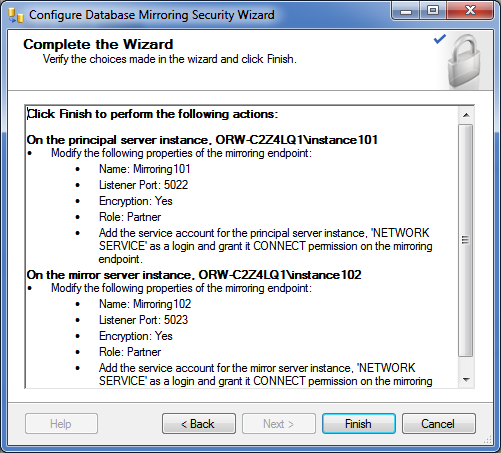 Configure Database Mirroring Security Wizard
Complete the Wizard
Verify the choices made in the wizard and click Finish.
Click Finish to perform the following actions:
On the principal server instance, ORW-C2Z4LQ1\instance101
• Modify the following properties of the mirroring endpoint:
• Name: Mirroring101
• Listener Port: 5022
• Encryption: Yes
• Role: Partner
• Add the service account for the principal server instance, 'NETWORK
SERVICE' as a login and grant it CONNECT permission on the mirroring
endpoint.
On the mirror server instance, ORW-C2Z4LQ1\instance102
• Modify the following properties of the mirroring endpoint:
• Name: Mirroring102
• Listener Port: 5023
• Encryption: Yes
• Role: Partner
• Add the service account for the mirror server instance, 'NETWORK
SERVICE' as a login and grant it CONNECT permission on the mirroring
Help
< Back
Next >
Finish
Cancel